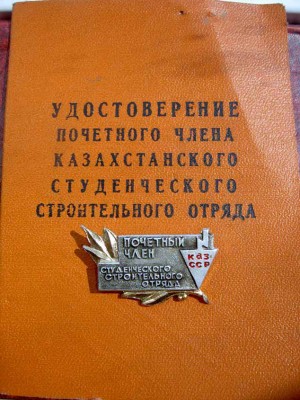 УДОСТОВЕРЕНИЕ
ПОЧЕТНОГО ЧЛЕНА
КАЗАХСТАНСКОГО
СТУДЕНЧЕСКОГО
СТРОИТЕЛЬНОГО ОТРЯДА
ПОЧЕТНЫЙ
ЧЛЕН
СТУДЕНЧЕСКОГО
СТРОИТЕЛЬНОГО
ОТРЯДА
Каз.
ССР